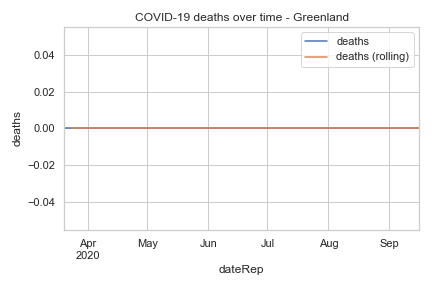 COVID-19 deaths over time - Greenland
deaths
deaths (rolling)
0.04
0.02
0.00
−0.02
−0.04
deaths
Apr
2020
May
Jun
Jul
Aug
Sep
dateRep